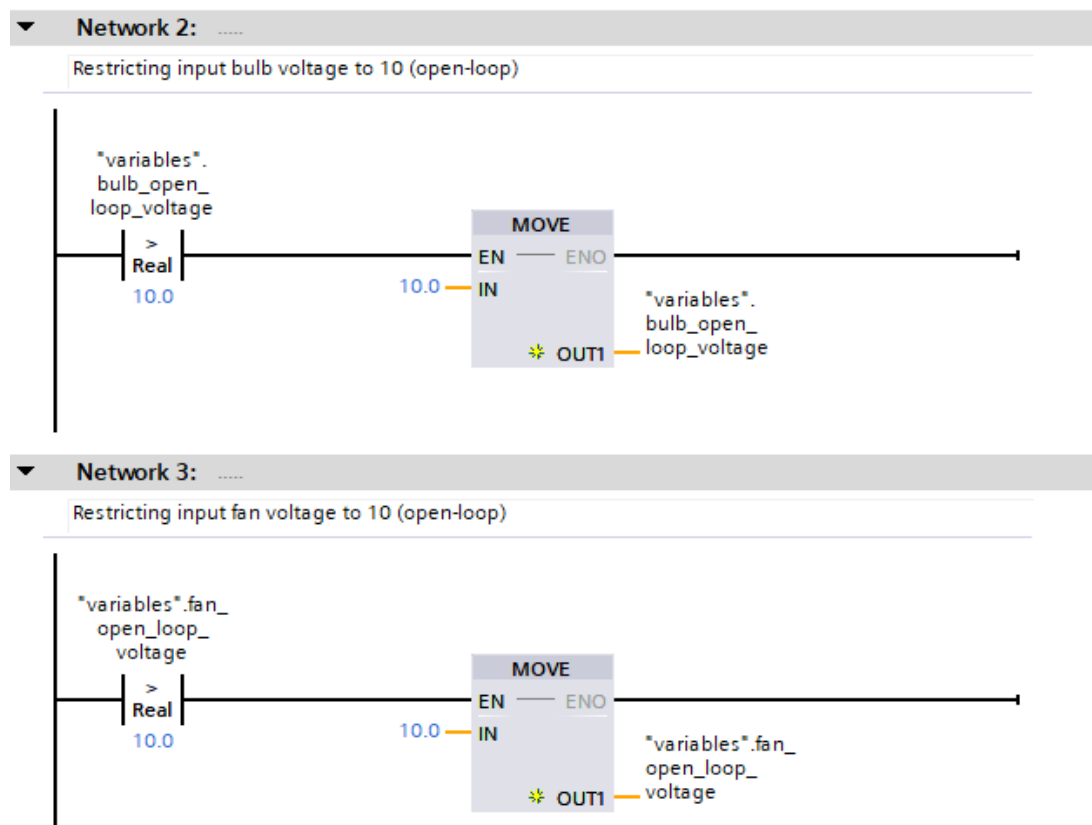 Network 2: .....
Restricting input bulb voltage to 10 (open-loop)
"variables".
bulb_open_
loop_voltage
>
Real
10.0
MOVE
EN ENO
10.0 IN
OUT1
"variables".
bulb_open_
loop_voltage
Network 3: .....
Restricting input fan voltage to 10 (open-loop)
"variables".fan_
open_loop_
voltage
>
Real
10.0
MOVE
EN ENO
10.0 IN
OUT1
"variables".fan_
open_loop_
voltage